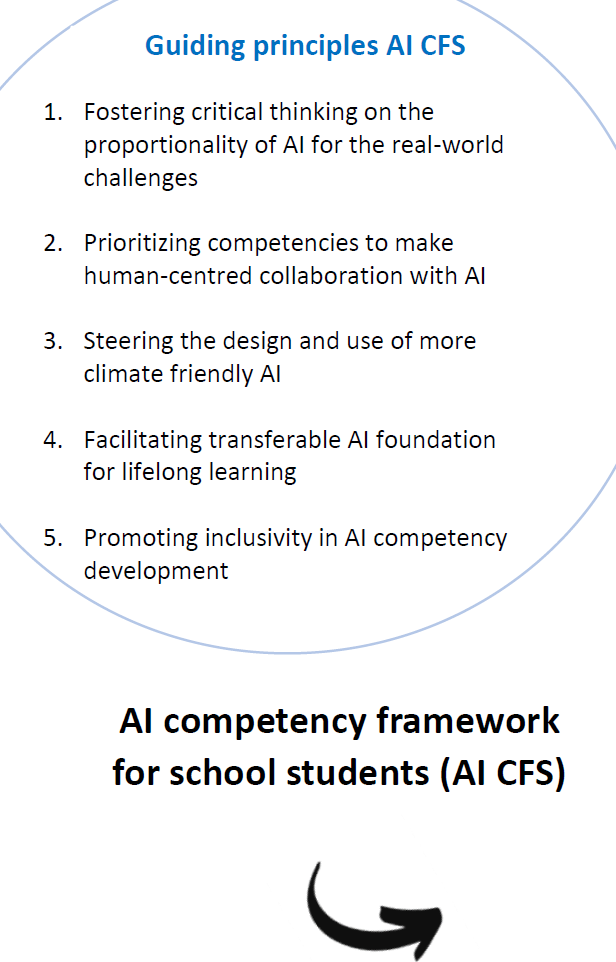 Guiding principles AI CFS
1. Fostering critical thinking on the
proportionality of AI for the real-world
challenges
2. Prioritizing competencies to make
human-centred collaboration with AI
3. Steering the design and use of more
climate friendly AI
4. Facilitating transferable AI foundation
for lifelong learning
5. Promoting inclusivity in AI competency
development
AI competency framework
for school students (AI CFS)